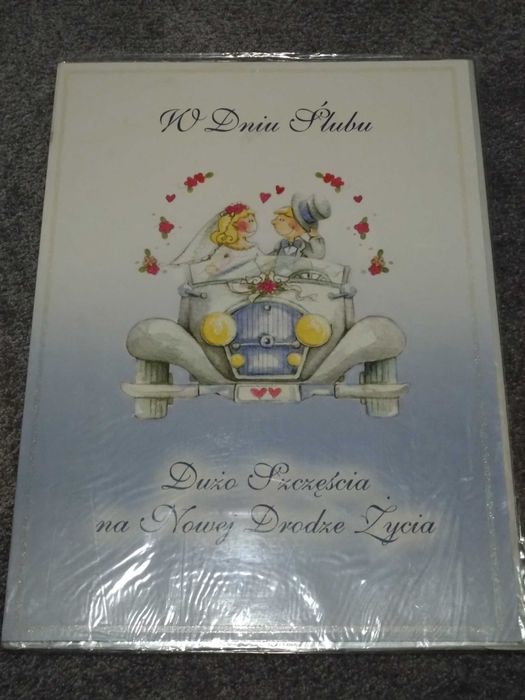 W Dniu Ślubu
Dużo Szczęścia
na Nowej Drodze Życia